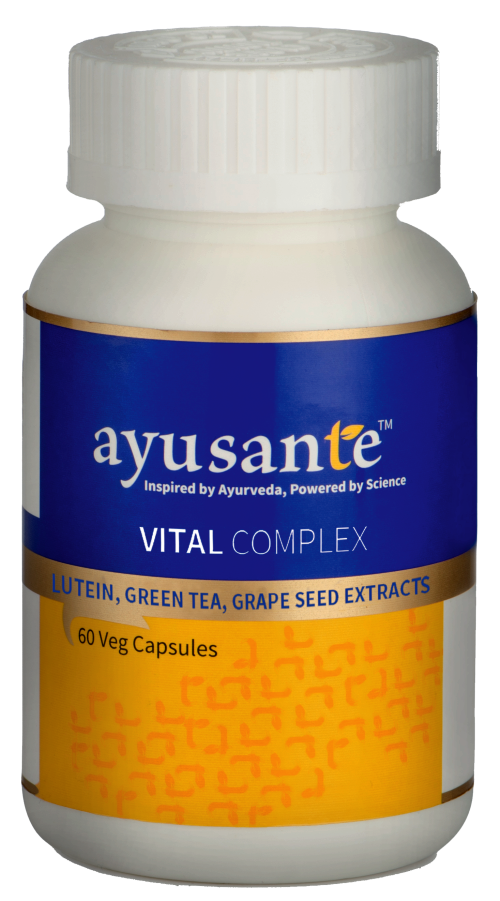 ayusante™
Inspired by Ayurveda, Powered by Science
VITAL COMPLEX
LUTEIN, GREEN TEA, GRAPE SEED EXTRACTS
60 Veg Capsules